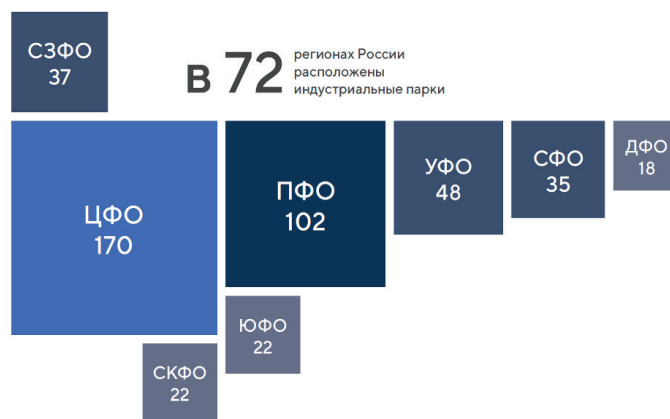 СЗФО
37
в 72
регионах России
расположены
индустриальные парки
ЦФО
170
ПФО
102
УФО
48
СФО
35
ДФО
18
ЮФО
22
СКФО
22